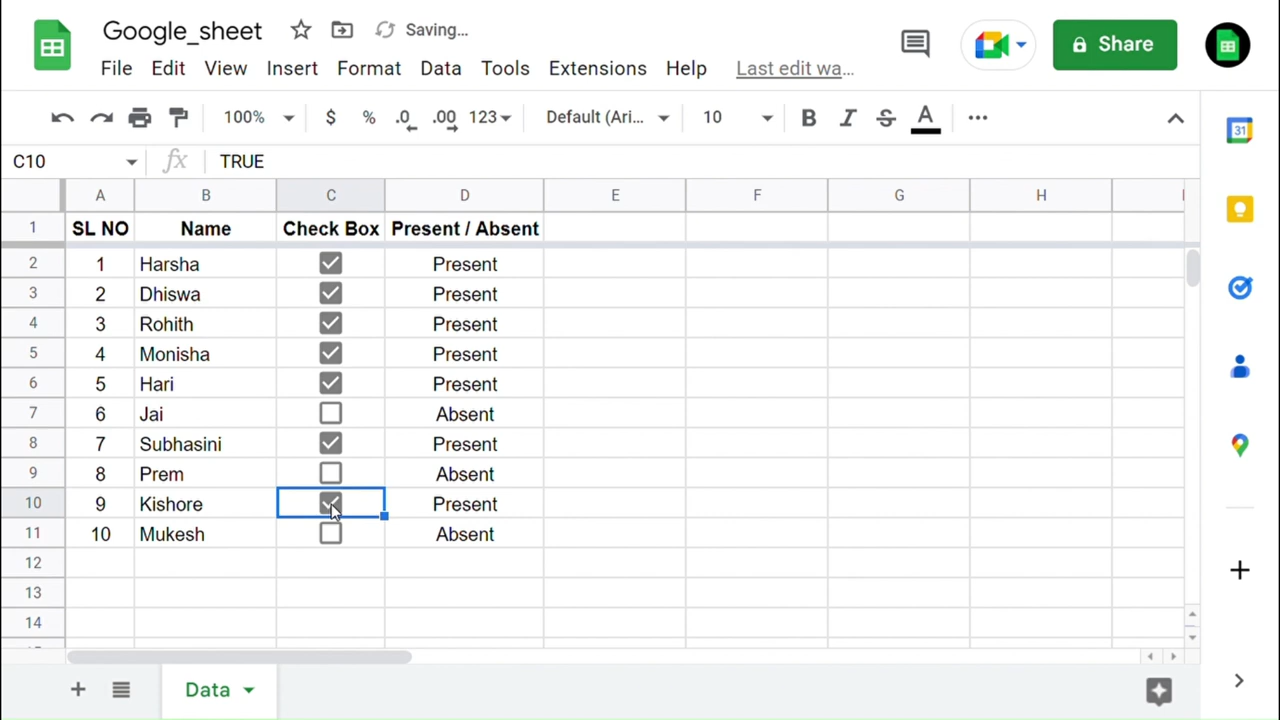 Google_sheet Saving…
File Edit View Insert Format Data Tools Extensions Help Last edit wa… Share
100% $ % .0 .00 123 Default (Ari… 10 B I S A
C10 fx TRUE
A B C D E F G H
1 SL NO Name Check Box Present / Absent
2 1 Harsha Present
3 2 Dhiswa Present
4 3 Rohith Present
5 4 Monisha Present
6 5 Hari Present
7 6 Jai Absent
8 7 Subhasini Present
9 8 Prem Absent
10 9 Kishore Present
11 10 Mukesh Absent
12
13
14
Data
31